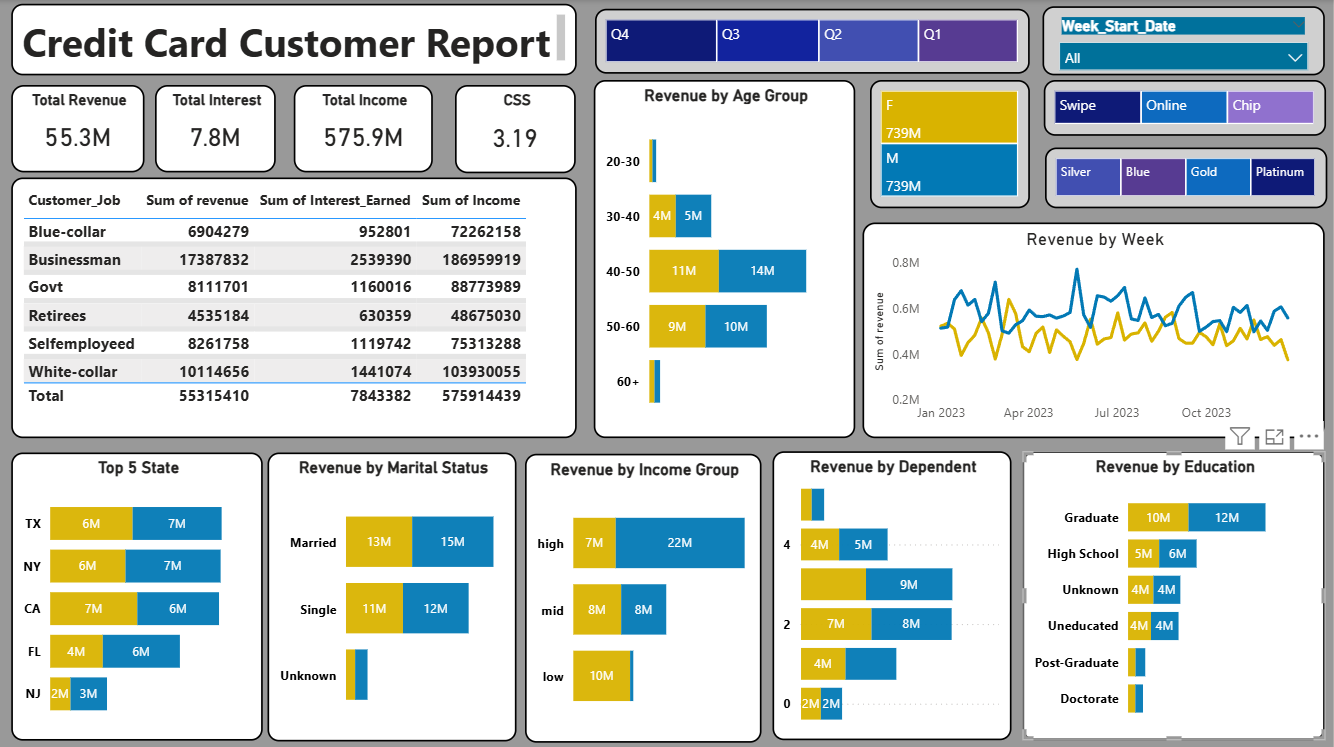 Credit Card Customer Report
Q4 Q3 Q2 Q1
Week_Start_Date
All
Total Revenue
55.3M
Total Interest
7.8M
Total Income
575.9M
CSS
3.19
F
739M
M
739M
Swipe Online Chip
Silver Blue Gold Platinum
Customer_Job Sum of revenue Sum of Interest_Earned Sum of Income
Blue-collar 6904279 952801 72262158
Businessman 17387832 2539390 186959919
Govt 8111701 1160016 88773989
Retirees 4535184 630359 48675030
Selfemployeed 8261758 1119742 75313288
White-collar 10114656 1441074 103930055
Total 55315410 7843382 575914439
Revenue by Age Group
20-30
30-40 4M 5M
40-50 11M 14M
50-60 9M 10M
60+
Revenue by Week
Sum of revenue
0.8M
0.6M
0.4M
0.2M
Jan 2023 Apr 2023 Jul 2023 Oct 2023
Top 5 State
TX 6M 7M
NY 6M 7M
CA 7M 6M
FL 4M 6M
NJ 2M 3M
Revenue by Marital Status
Married 13M 15M
Single 11M 12M
Unknown
Revenue by Income Group
high 7M 22M
mid 8M 8M
low 10M
Revenue by Dependent
4 4M 5M
9M
2 7M 8M
4M
0 2M 2M
Revenue by Education
Graduate 10M 12M
High School 5M 6M
Unknown 4M 4M
Uneducated 4M 4M
Post-Graduate
Doctorate